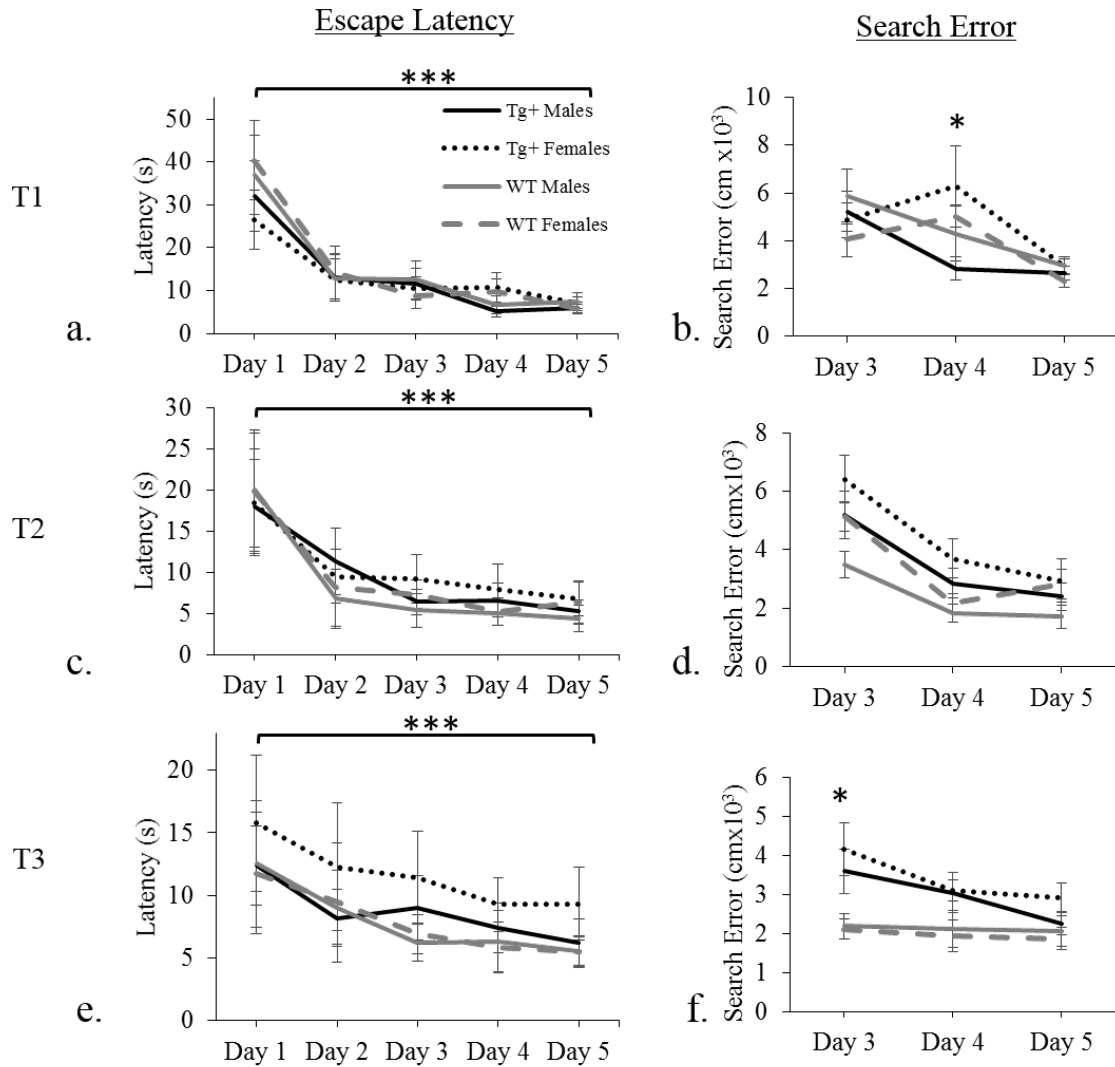 Escape Latency
Search Error
T1
***
Latency (s)
50
40
30
20
10
0
Tg+ Males
Tg+ Females
WT Males
WT Females
a.
Day 1 Day 2 Day 3 Day 4 Day 5
*
Search Error (cm x10³)
10
8
6
4
2
0
b.
Day 3 Day 4 Day 5
T2
***
Latency (s)
30
25
20
15
10
5
0
c.
Day 1 Day 2 Day 3 Day 4 Day 5
Search Error (cmx10³)
8
6
4
2
0
d.
Day 3 Day 4 Day 5
T3
***
Latency (s)
20
15
10
5
0
e.
Day 1 Day 2 Day 3 Day 4 Day 5
*
Search Error (cmx10³)
6
5
4
3
2
1
0
f.
Day 3 Day 4 Day 5